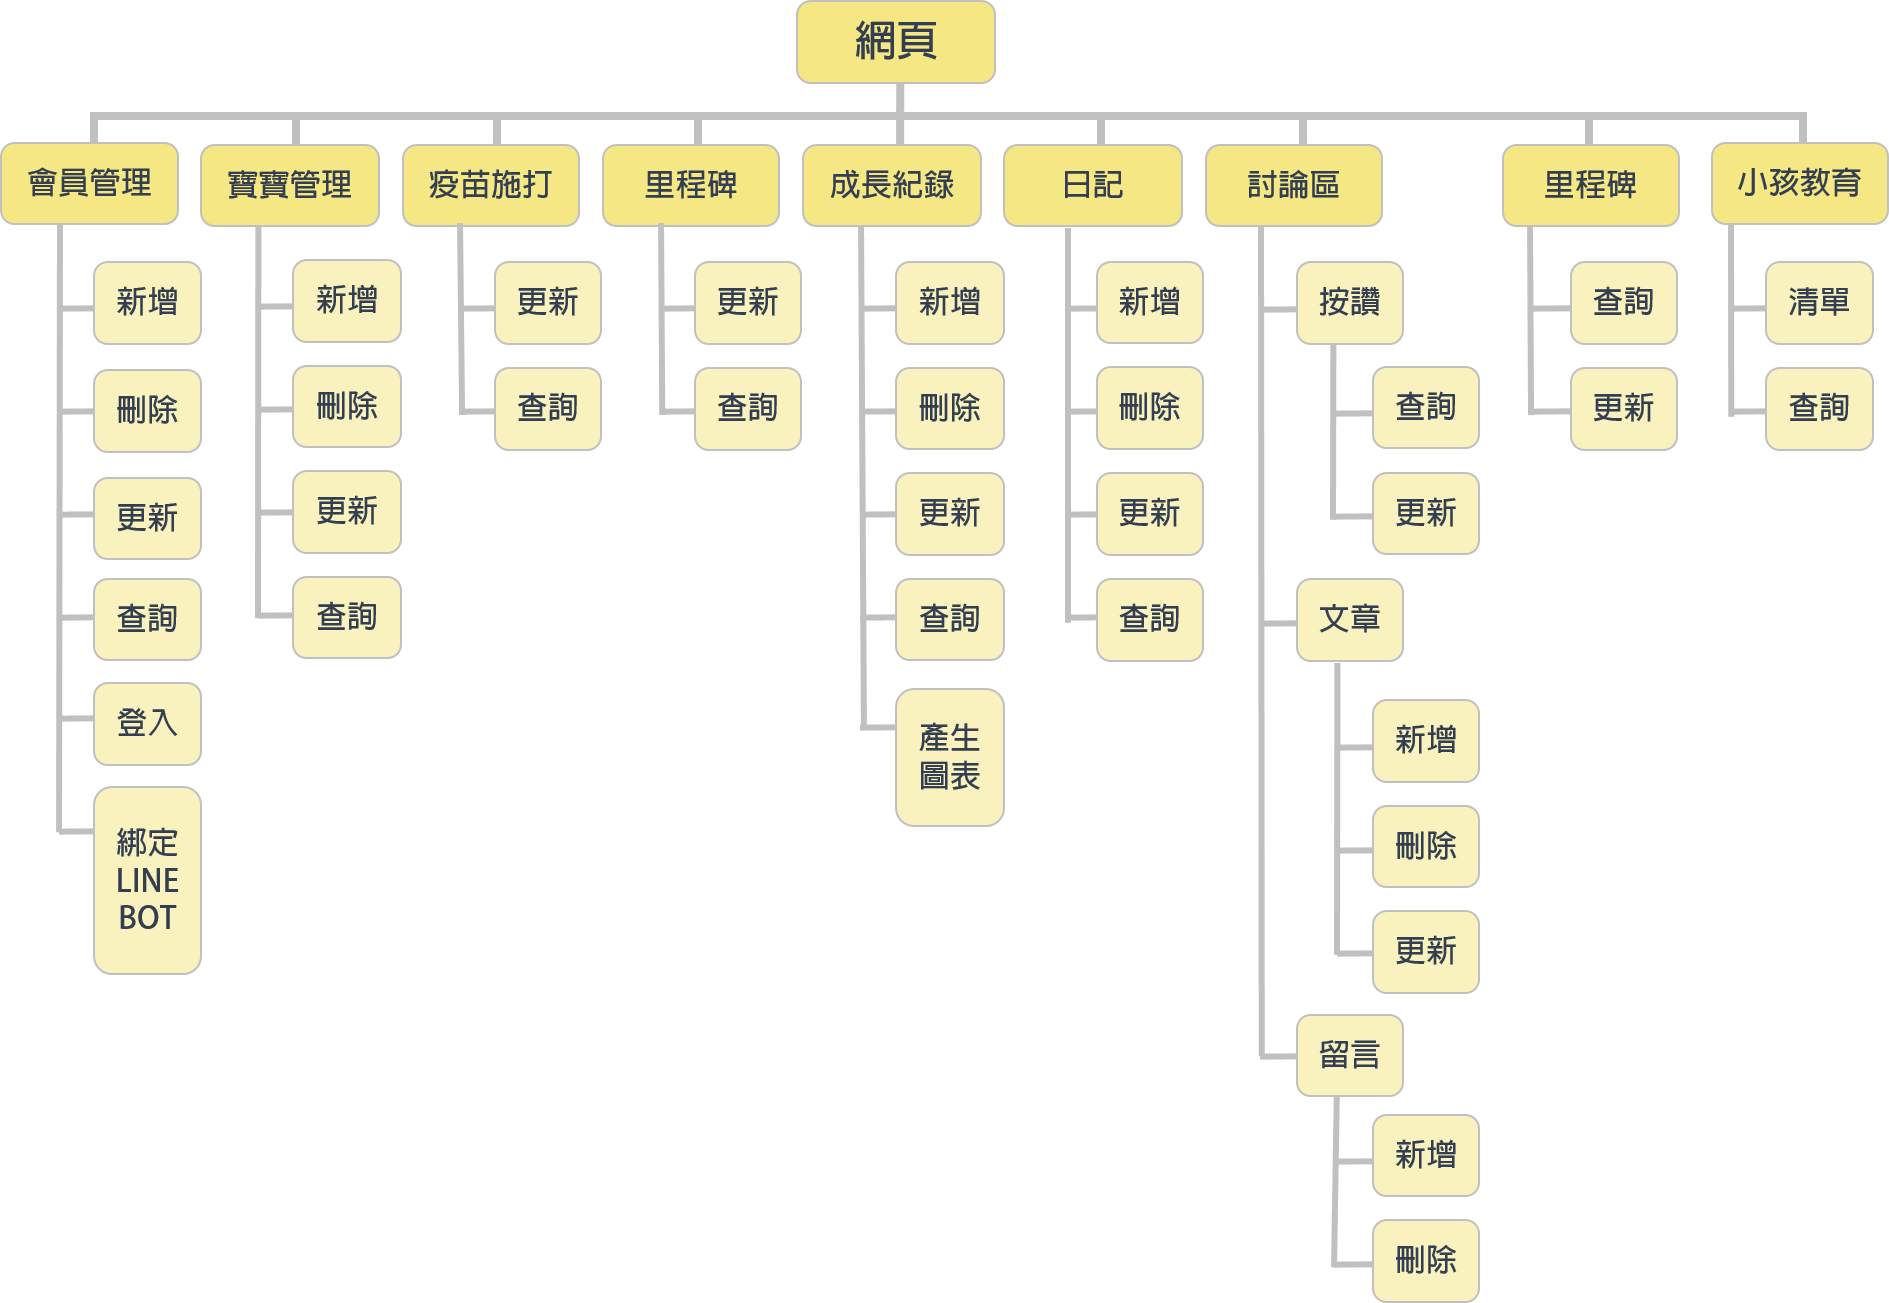 網頁
會員管理
新增
刪除
更新
查詢
登入
綁定
LINE
BOT
寶寶管理
新增
刪除
更新
查詢
疫苗施打
更新
查詢
里程碑
更新
查詢
成長紀錄
新增
刪除
更新
查詢
產生
圖表
日記
新增
刪除
更新
查詢
討論區
按讚
查詢
更新
文章
新增
刪除
更新
留言
新增
刪除
里程碑
查詢
更新
小孩教育
清單
查詢